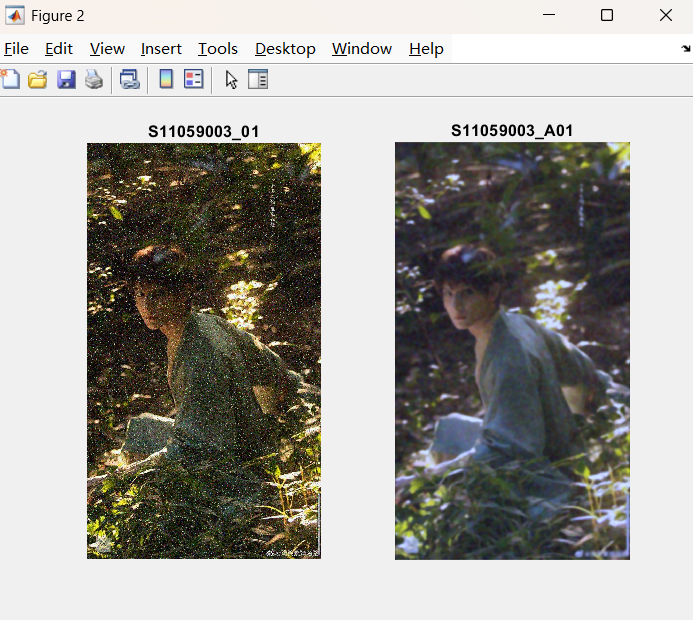 Figure 2
File Edit View Insert Tools Desktop Window Help
S11059003_01
S11059003_A01